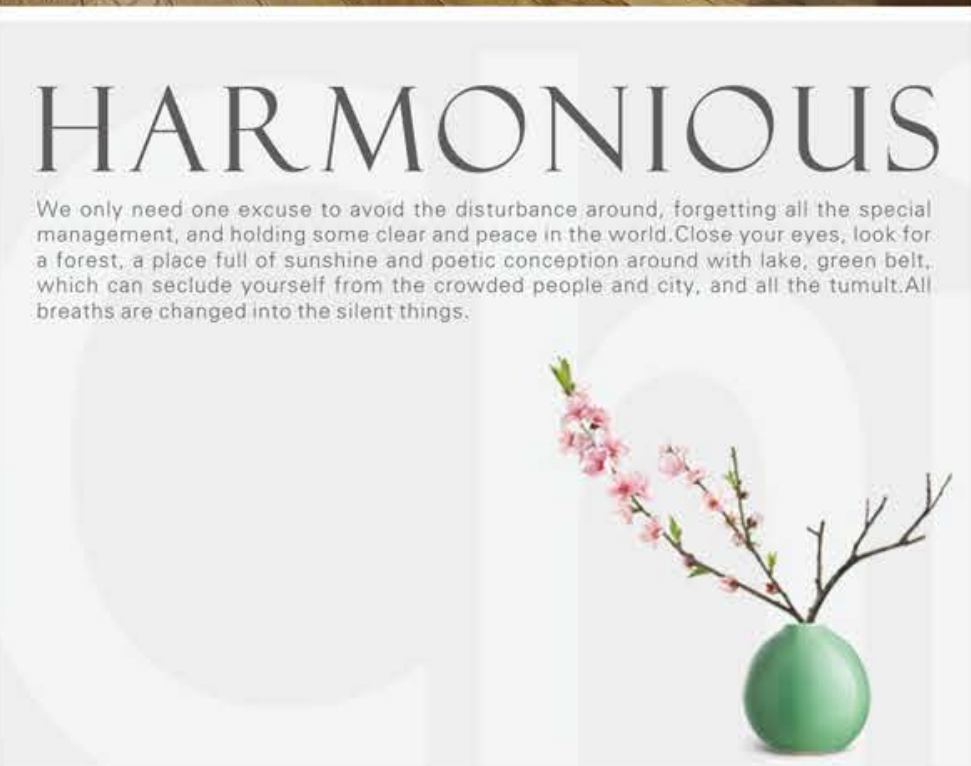 HARMONIOUS
We only need one excuse to avoid the disturbance around, forgetting all the special
management, and holding some clear and peace in the world.Close your eyes, look for
a forest, a place full of sunshine and poetic conception around with lake, green belt,
which can seclude yourself from the crowded people and city, and all the tumult.All
breaths are changed into the silent things.